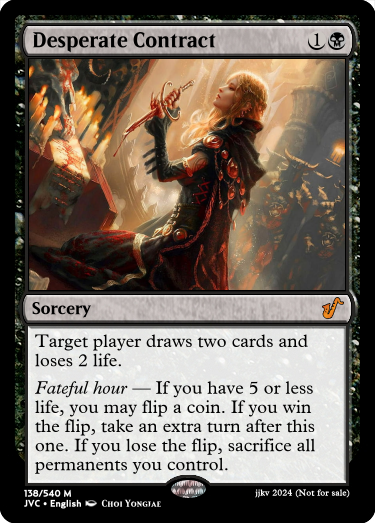 Desperate Contract 1
Sorcery
Target player draws two cards and
loses 2 life.
Fateful hour — If you have 5 or less
life, you may flip a coin. If you win
the flip, take an extra turn after this
one. If you lose the flip, sacrifice all
permanents you control.
138/540 M
JVC • English Choi Yongjae
jjkv 2024 (Not for sale)